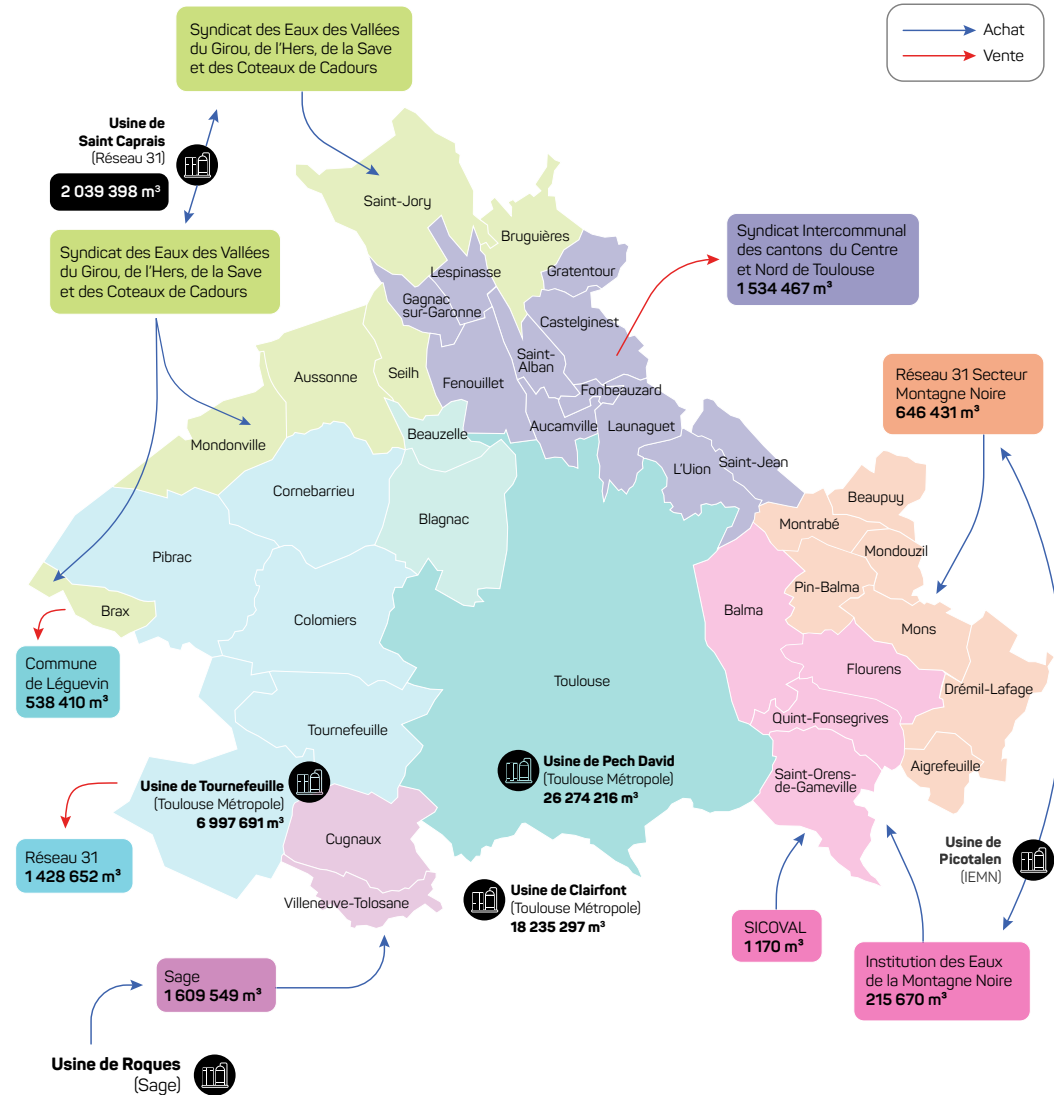 Syndicat des Eaux des Vallées
du Girou, de l'Hers, de la Save
et des Coteaux de Cadours
Achat
Vente
Usine de
Saint Caprais
(Réseau 31)
2 039 398 m³
Syndicat des Eaux des Vallées
du Girou, de l'Hers, de la Save
et des Coteaux de Cadours
Saint-Jory
Bruguières
Lespinasse
Gratentour
Gagnac
sur-Garonne
Castelginest
Syndicat Intercommunal
des cantons du Centre
et Nord de Toulouse
1 534 467 m³
Saint-
Alban
Aussonne
Seilh
Fenouillet
Fonbeauzard
Réseau 31 Secteur
Montagne Noire
646 431 m³
Mondonville
Beauzelle
Aucamville
Launaguet
L'Uion
Saint-Jean
Cornebarrieu
Blagnac
Beaupuy
Montrabé
Mondouzil
Pibrac
Pin-Balma
Brax
Colomiers
Balma
Mons
Commune
de Léguevin
538 410 m³
Toulouse
Flourens
Drémil-Lafage
Tournefeuille
Quint-Fonsegrives
Usine de Tournefeuille
(Toulouse Métropole)
6 997 691 m³
Usine de Pech David
(Toulouse Métropole)
26 274 216 m³
Saint-Orens-
de-Gameville
Aigrefeuille
Réseau 31
1 428 652 m³
Cugnaux
Usine de
Picotalen
(IEMN)
Villeneuve-Tolosane
Usine de Clairfont
(Toulouse Métropole)
18 235 297 m³
SICOVAL
1 170 m³
Institution des Eaux
de la Montagne Noire
215 670 m³
Sage
1 609 549 m³
Usine de Roques
(Sage)